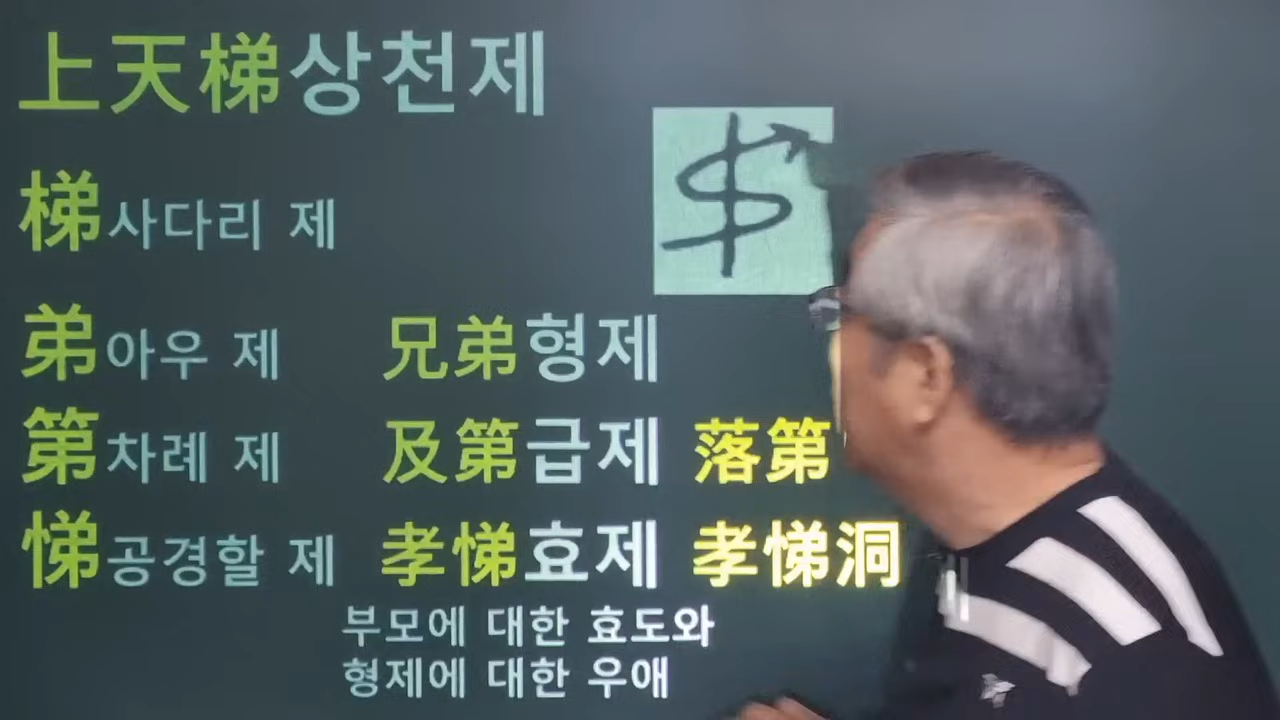 上天梯상천제
梯사다리 제
弟아우 제 兄弟형제
第차례 제 及第급제 落第
悌공경할 제 孝悌효제 孝悌洞
부모에 대한 효도와
형제에 대한 우애